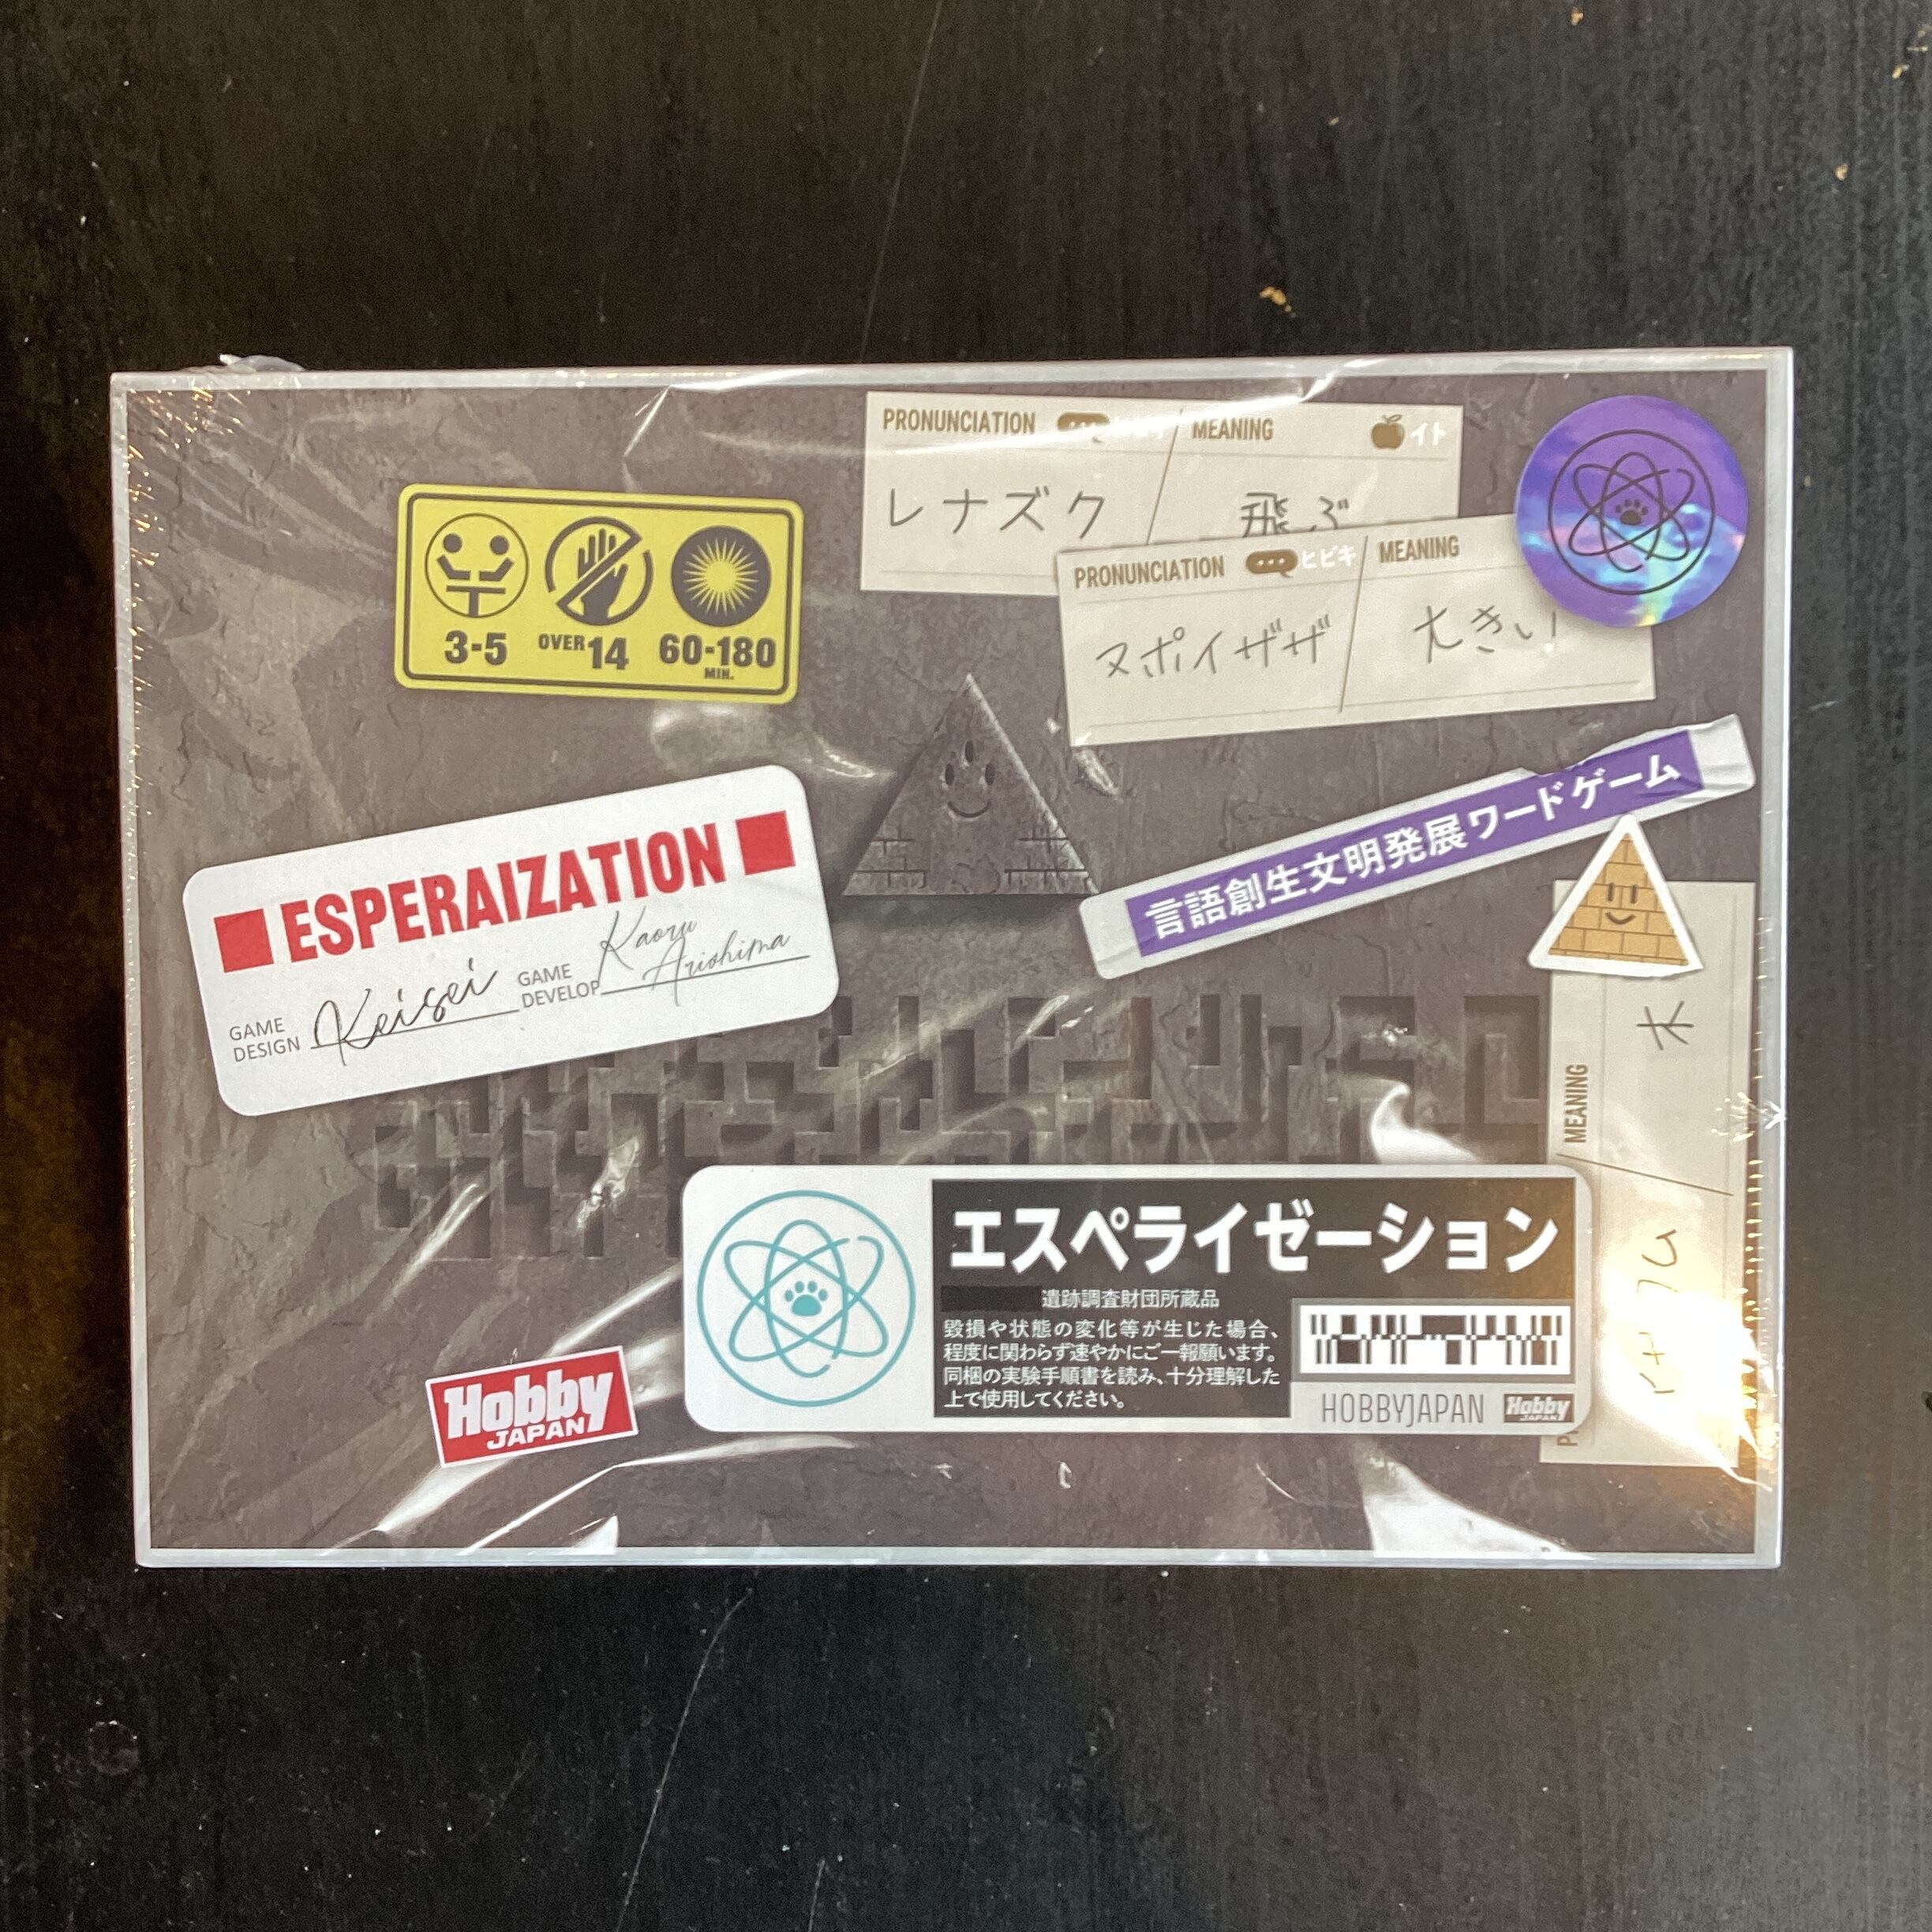 PRONUNCIATION
MEANING
イト
レナズク
飛ぶ
PRONUNCIATION
ヒビキ
MEANING
ヌポイザザ
大きい
3-5
OVER 14
60-180
MIN.
言語創生文明発展ワードゲーム
ESPERAIZATION
GAME DESIGN
Keisei
GAME DEVELOP
Kaoru Arishima
木
MEANING
エスペライゼーション
遺跡調査財団所蔵品
毀損や状態の変化等が生じた場合、
程度に関わらず速やかにご一報願います。
同梱の実験手順書を読み、十分理解した
上で使用してください。
HOBBYJAPAN
Hobby JAPAN
Hobby
JAPAN